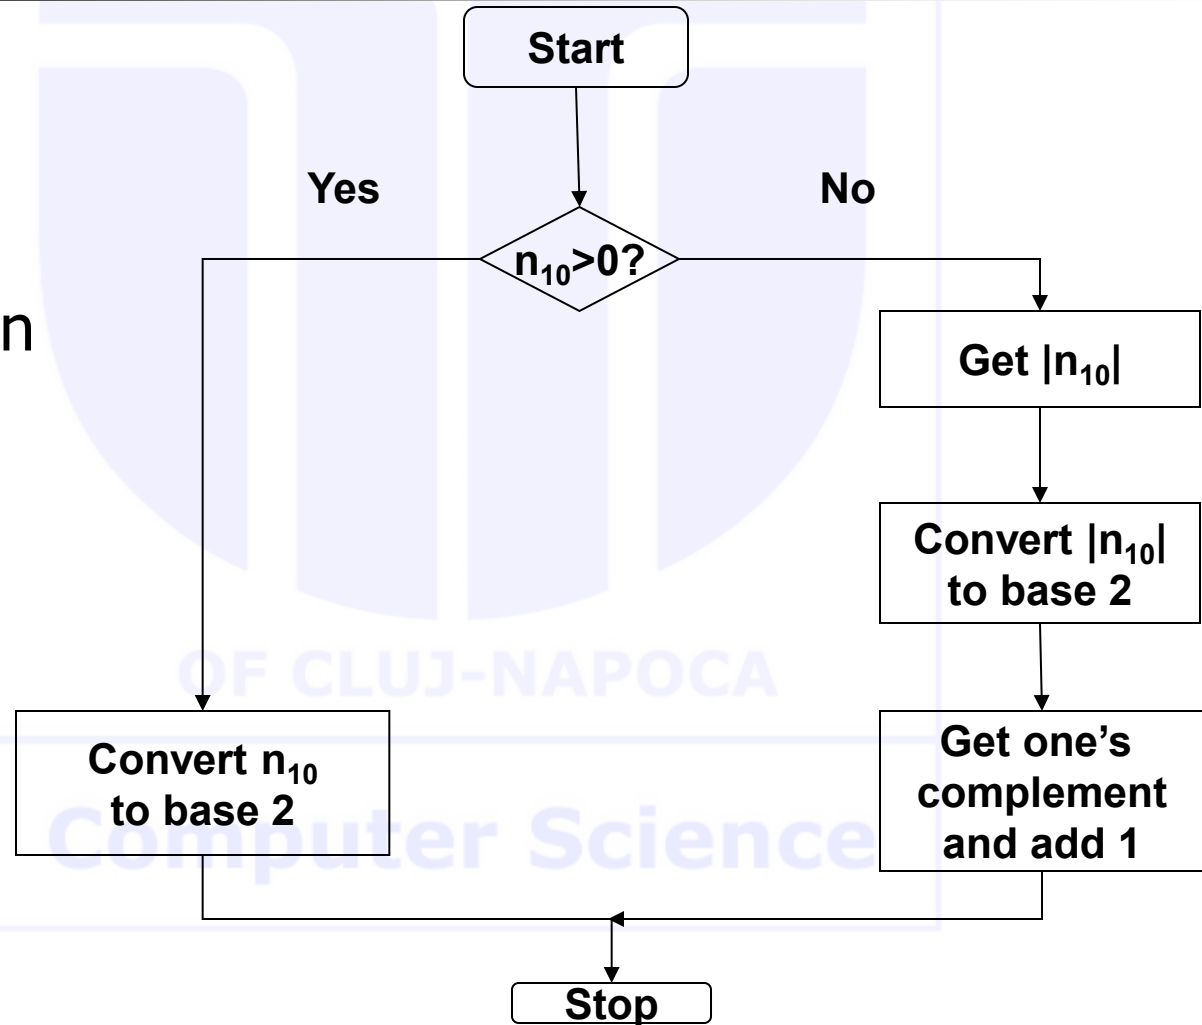 Start
Yes
No
n₁₀>0?
n
Get |n₁₀|
Convert |n₁₀|
to base 2
OF CLUJ-NAPOCA
Convert n₁₀
to base 2
Get one’s
complement
and add 1
Computer Science
Stop